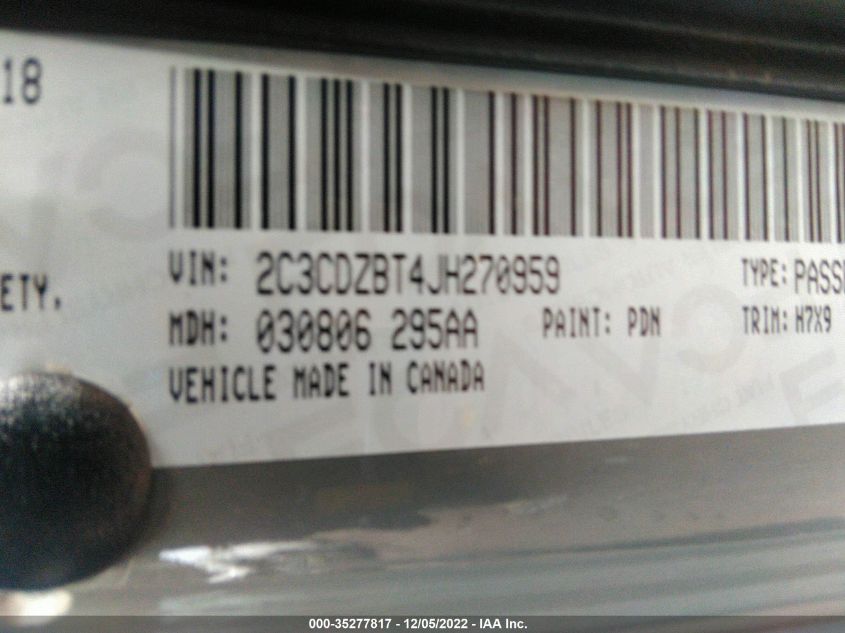 18
VIN: 2C3CDZBT4JH270959 TYPE: PASSE
ETY.
MDH: 030806 295AA PAINT: PDN TRIM: H7X9
VEHICLE MADE IN CANADA
000-35277817 - 12/05/2022 - IAA Inc.